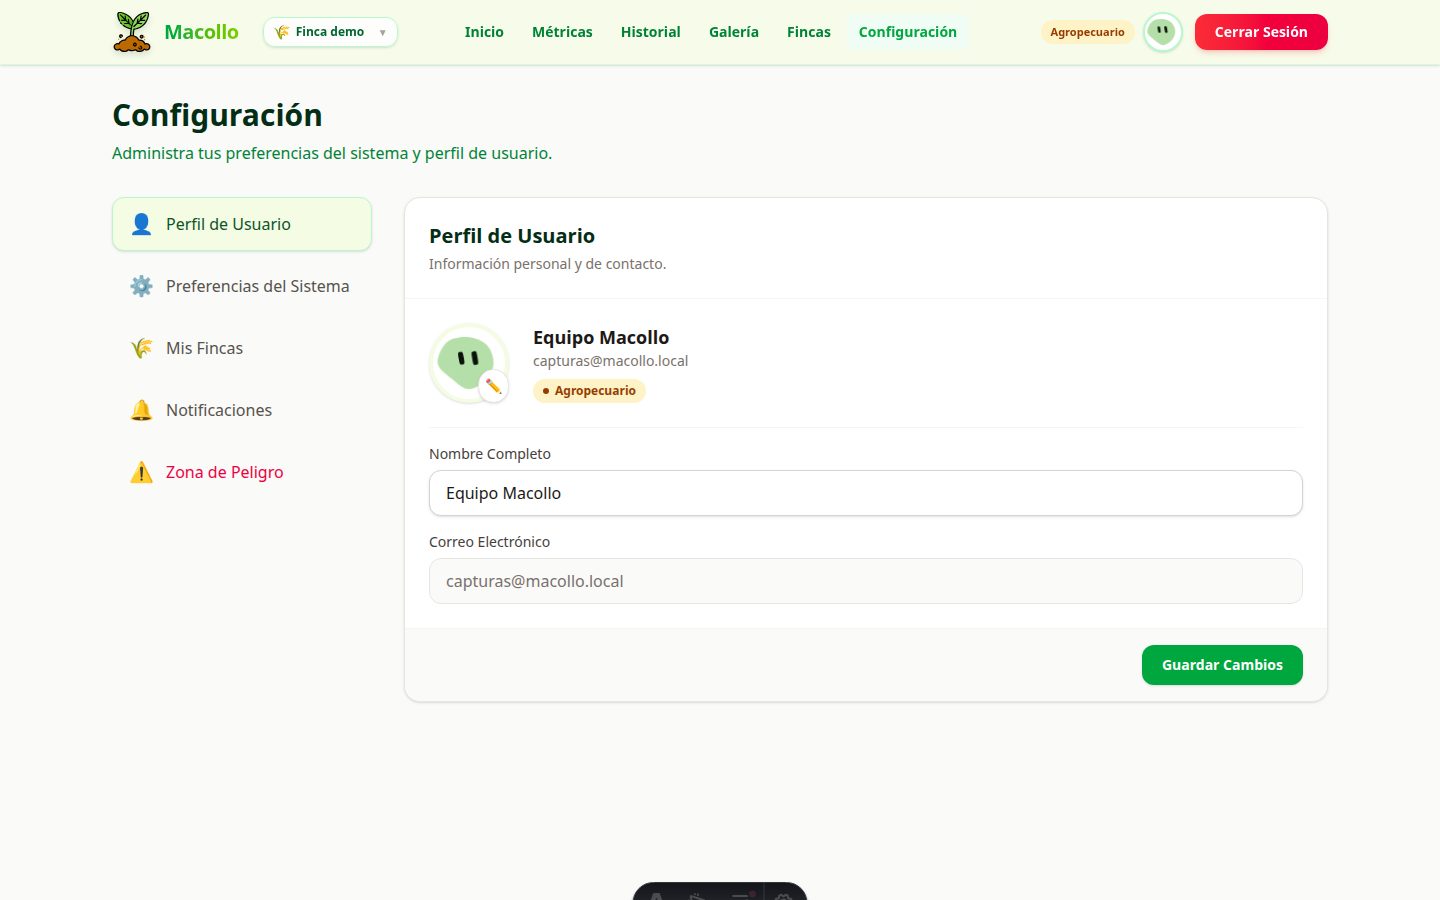 Macollo
Finca demo
Inicio
Métricas
Historial
Galería
Fincas
Configuración
Agropecuario
Cerrar Sesión
Configuración
Administra tus preferencias del sistema y perfil de usuario.
Perfil de Usuario
Preferencias del Sistema
Mis Fincas
Notificaciones
Zona de Peligro
Perfil de Usuario
Información personal y de contacto.
Equipo Macollo
capturas@macollo.local
Agropecuario
Nombre Completo
Equipo Macollo
Correo Electrónico
capturas@macollo.local
Guardar Cambios